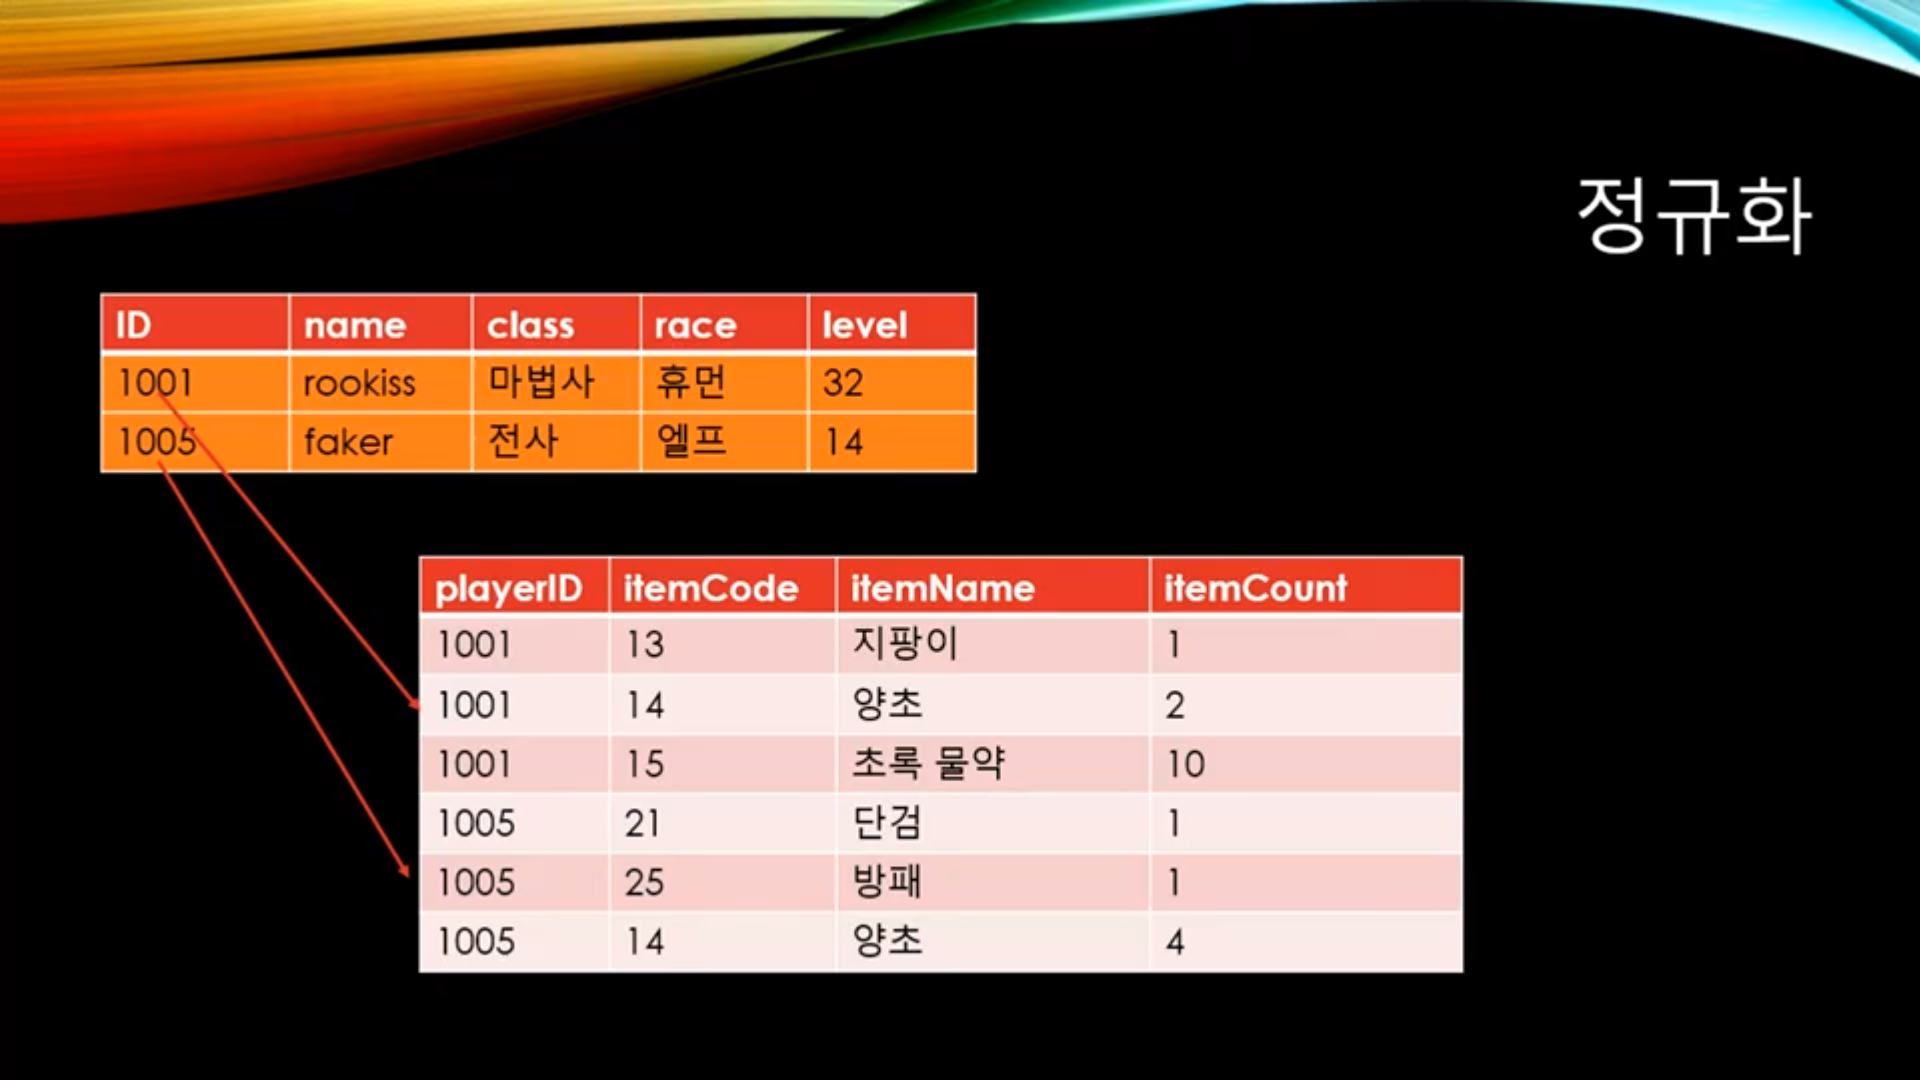 정규화
ID name class race level
1001 rookiss 마법사 휴먼 32
1005 faker 전사 엘프 14
playerID itemCode itemName itemCount
1001 13 지팡이 1
1001 14 양초 2
1001 15 초록 물약 10
1005 21 단검 1
1005 25 방패 1
1005 14 양초 4